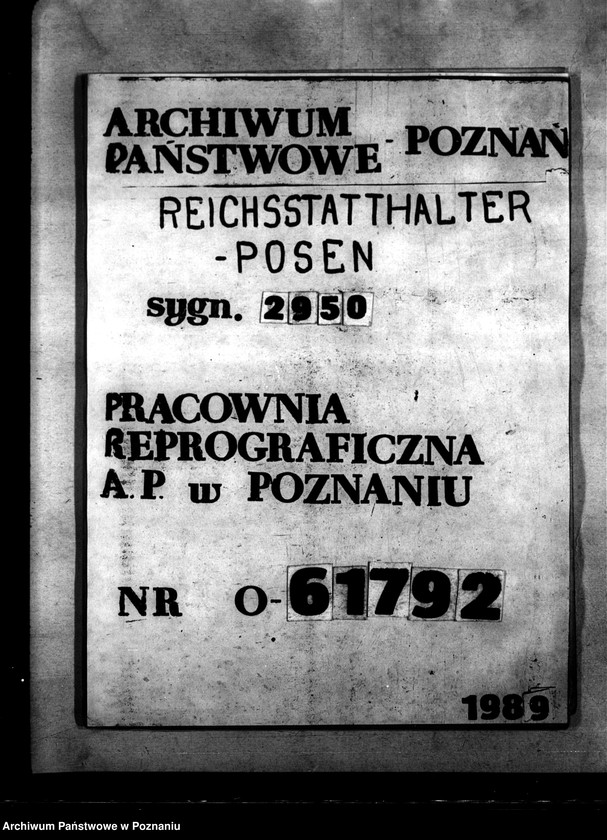 ARCHIWUM
PAŃSTWOWE - POZNAŃ
REICHSSTATTHALTER
-POSEN
sygn. 2950
PRACOWNIA
REPROGRAFICZNA
A.P. w POZNANIU
NR O-61792
1989
Archiwum Państwowe w Poznaniu